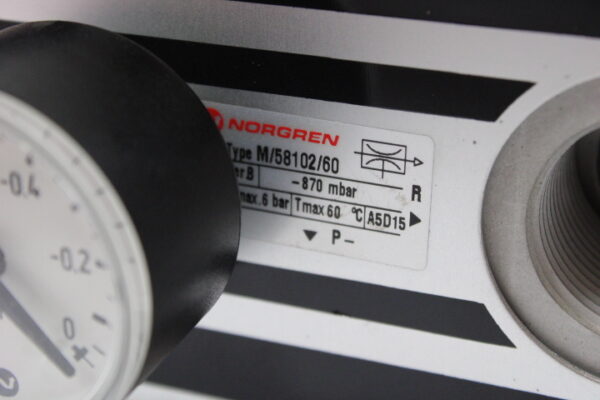 NORGREN
Type M/58102/60
-870 mbar
R
max. 6 bar Tmax 60 °C A5D15
P-
-0.4
-0.2
0